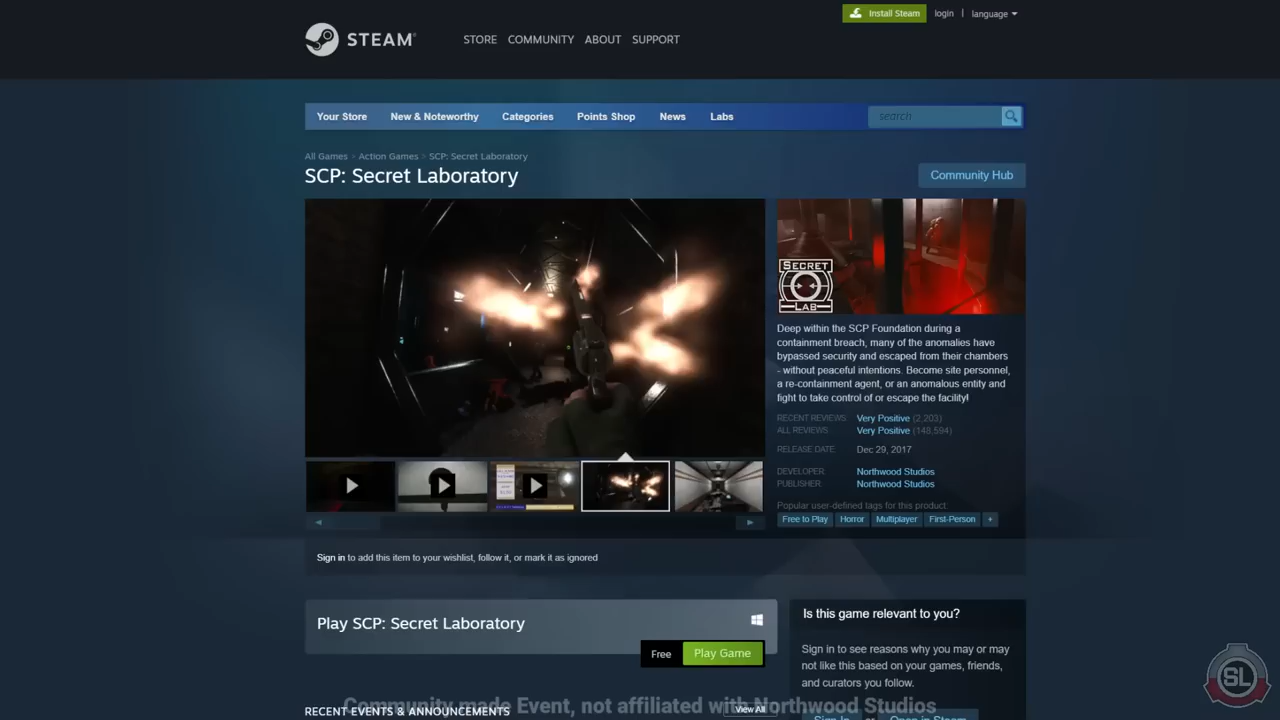 Install Steam
login
language
STEAM
STORE
COMMUNITY
ABOUT
SUPPORT
Your Store
New & Noteworthy
Categories
Points Shop
News
Labs
search
All Games > Action Games > SCP: Secret Laboratory
SCP: Secret Laboratory
Community Hub
SECRET
LAB
Deep within the SCP Foundation during a
containment breach, many of the anomalies have
bypassed security and escaped from their chambers
- without peaceful intentions. Become site personnel,
a re-containment agent, or an anomalous entity and
fight to take control of or escape the facility!
RECENT REVIEWS: Very Positive (2,203)
ALL REVIEWS: Very Positive (148,594)
RELEASE DATE: Dec 29, 2017
DEVELOPER: Northwood Studios
PUBLISHER: Northwood Studios
Popular user-defined tags for this product:
Free to Play
Horror
Multiplayer
First-Person
+
Sign in to add this item to your wishlist, follow it, or mark it as ignored
Play SCP: Secret Laboratory
Free
Play Game
Is this game relevant to you?
Sign in to see reasons why you may or may
not like this based on your games, friends,
and curators you follow.
Sign In or Open in Steam
RECENT EVENTS & ANNOUNCEMENTS
View All
Community made Event, not affiliated with Northwood Studios
SL